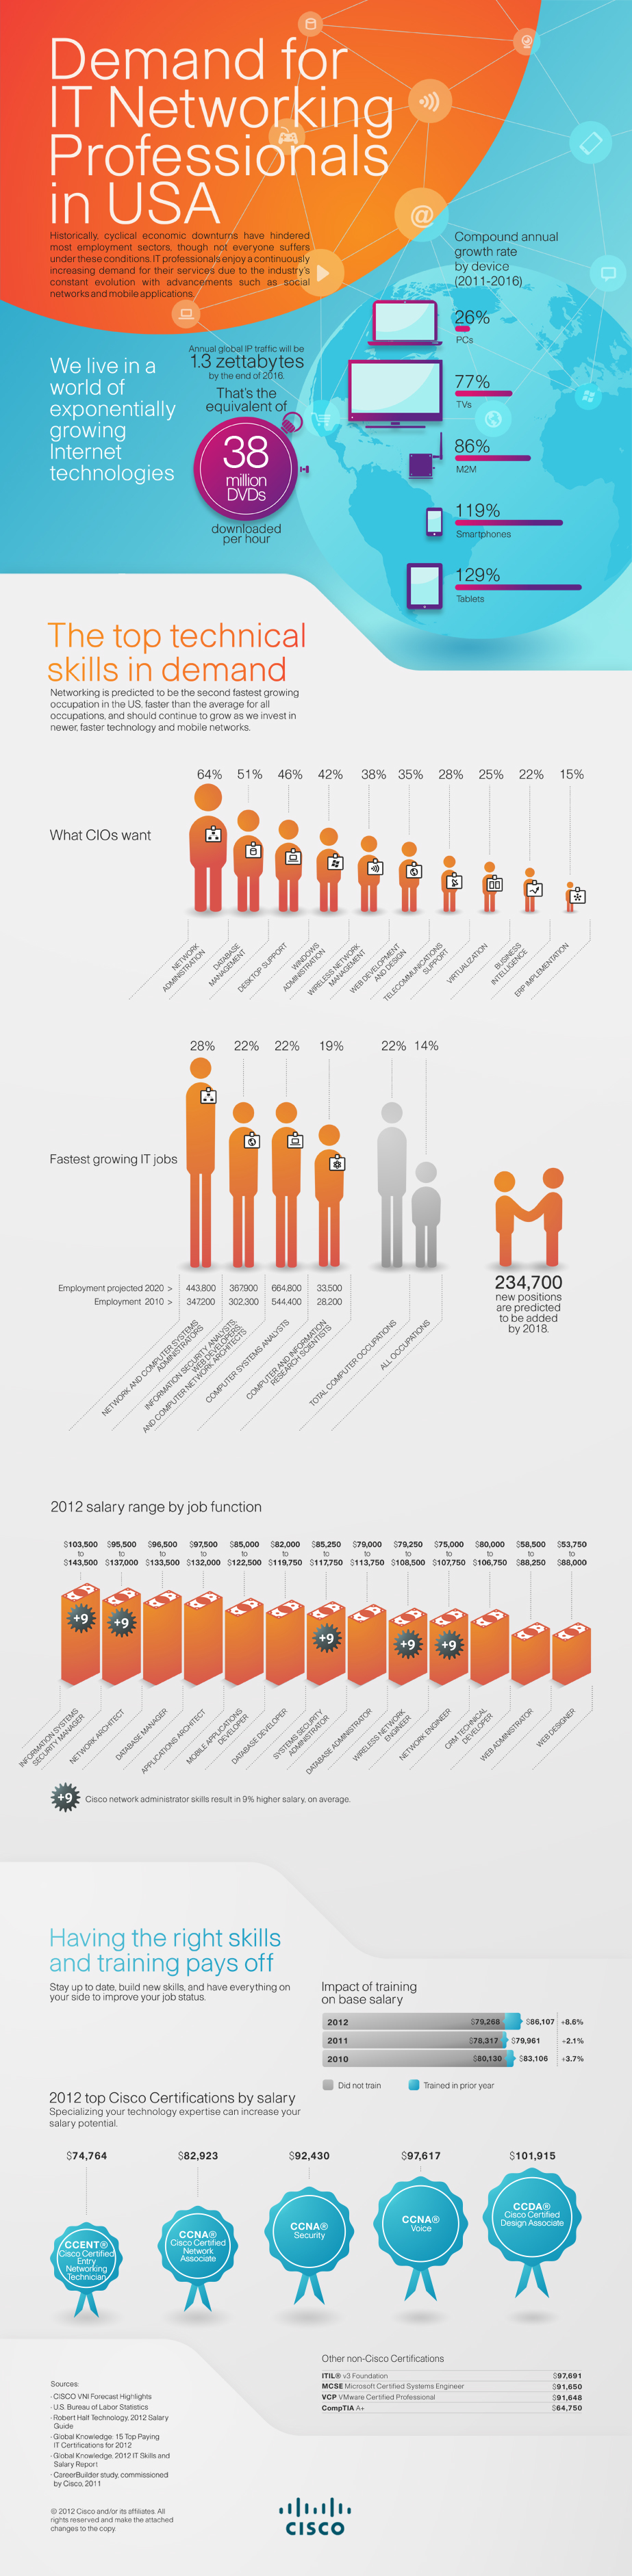 Demand for
IT Networking
Professionals
in USA
Historically, cyclical economic downturns have hindered
most employment sectors, though not everyone suffers
under these conditions. IT professionals enjoy a continuously
increasing demand for their services due to the industry's
constant evolution with advancements such as social
networks and mobile applications.
We live in a
world of
exponentially
growing
Internet
technologies
Annual global IP traffic will be
1.3 zettabytes
by the end of 2016.
That's the
equivalent of
38
million
DVDs
downloaded
per hour
Compound annual
growth rate
by device
(2011-2016)
26%
PCs
77%
TVs
86%
M2M
119%
Smartphones
129%
Tablets
The top technical
skills in demand
Networking is predicted to be the second fastest growing
occupation in the US, faster than the average for all
occupations, and should continue to grow as we invest in
newer, faster technology and mobile networks.
What CIOs want
64% 51% 46% 42% 38% 35% 28% 25% 22% 15%
NETWORK
ADMINISTRATION
DATABASE
MANAGEMENT
DESKTOP SUPPORT
WINDOWS
ADMINISTRATION
WIRELESS NETWORK
MANAGEMENT
WEB DEVELOPMENT
AND DESIGN
TELECOMMUNICATIONS
SUPPORT
VIRTUALIZATION
BUSINESS
INTELLIGENCE
ERP IMPLEMENTATION
28% 22% 22% 19% 22% 14%
Fastest growing IT jobs
Employment projected 2020 > 443,800 367,900 664,800 33,500
Employment 2010 > 347,200 302,300 544,400 28,200
NETWORK AND COMPUTER SYSTEMS
ADMINISTRATORS
INFORMATION SECURITY ANALYSTS,
WEB DEVELOPERS,
AND COMPUTER NETWORK ARCHITECTS
COMPUTER SYSTEMS ANALYSTS
COMPUTER AND INFORMATION
RESEARCH SCIENTISTS
TOTAL COMPUTER OCCUPATIONS
ALL OCCUPATIONS
234,700
new positions
are predicted
to be added
by 2018.
2012 salary range by job function
$103,500 $95,500 $96,500 $97,500 $85,000 $82,000 $85,250 $79,000 $79,250 $75,000 $80,000 $58,500 $53,750
to to to to to to to to to to to to to
$143,500 $137,000 $133,500 $132,000 $122,500 $119,750 $117,750 $113,750 $108,500 $107,750 $106,750 $88,250 $88,000
+9 +9 +9 +9 +9
INFORMATION SYSTEMS
SECURITY MANAGER
NETWORK ARCHITECT
DATABASE MANAGER
APPLICATIONS ARCHITECT
MOBILE APPLICATIONS
DEVELOPER
DATABASE DEVELOPER
SYSTEMS SECURITY
ADMINISTRATOR
DATABASE ADMINISTRATOR
WIRELESS NETWORK
ENGINEER
NETWORK ENGINEER
CRM TECHNICAL
DEVELOPER
WEB ADMINISTRATOR
WEB DESIGNER
+9 Cisco network administrator skills result in 9% higher salary, on average.
Having the right skills
and training pays off
Stay up to date, build new skills, and have everything on
your side to improve your job status.
Impact of training
on base salary
2012 $79,268 $86,107 +8.6%
2011 $78,317 $79,961 +2.1%
2010 $80,130 $83,106 +3.7%
Did not train Trained in prior year
2012 top Cisco Certifications by salary
Specializing your technology expertise can increase your
salary potential.
$74,764 $82,923 $92,430 $97,617 $101,915
CCENT®
Cisco Certified
Entry
Networking
Technician
CCNA®
Cisco Certified
Network
Associate
CCNA®
Security
CCNA®
Voice
CCDA®
Cisco Certified
Design Associate
Other non-Cisco Certifications
ITIL® v3 Foundation $97,691
MCSE Microsoft Certified Systems Engineer $91,650
VCP VMware Certified Professional $91,648
CompTIA A+ $64,750
Sources:
· CISCO VNI Forecast Highlights
· U.S. Bureau of Labor Statistics
· Robert Half Technology, 2012 Salary
Guide
· Global Knowledge: 15 Top Paying
IT Certifications for 2012
· Global Knowledge, 2012 IT Skills and
Salary Report
· CareerBuilder study, commissioned
by Cisco, 2011
© 2012 Cisco and/or its affiliates. All
rights reserved and make the attached
changes to the copy
CISCO